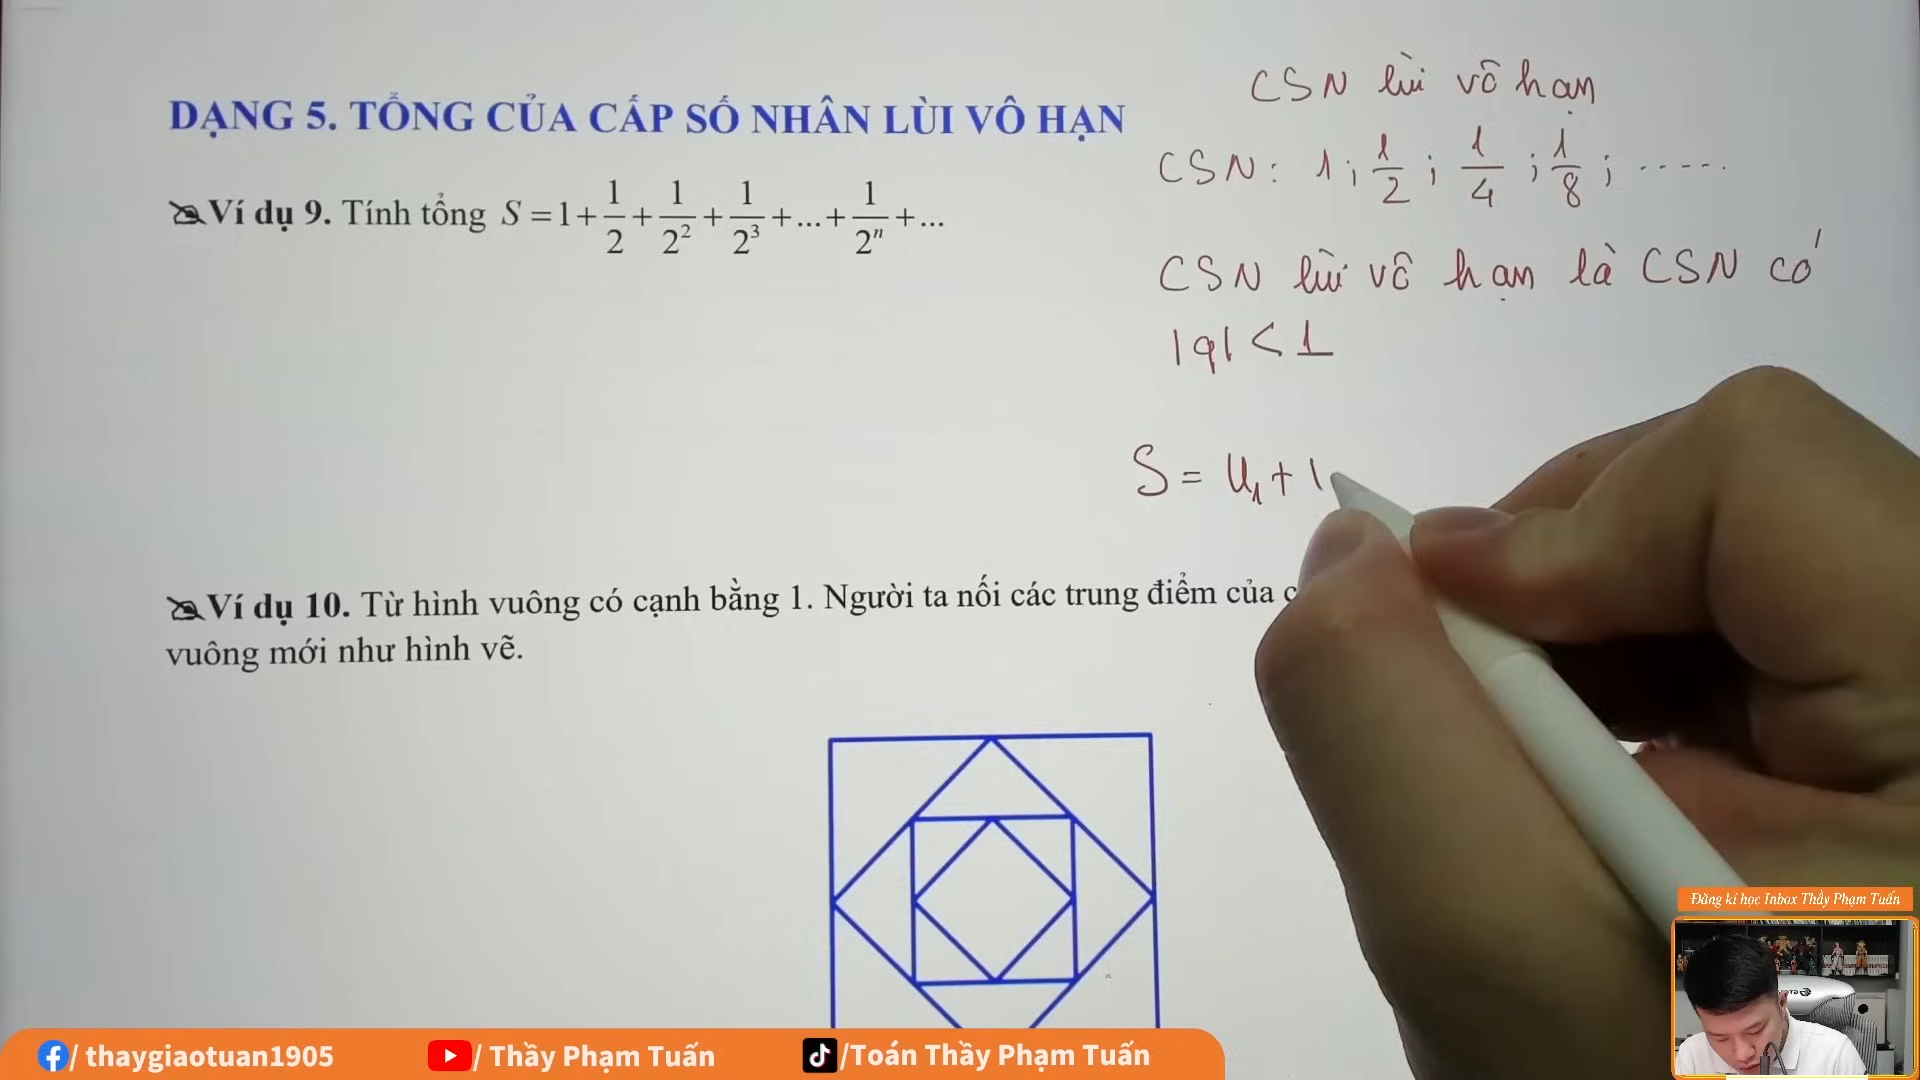 DẠNG 5. TỔNG CỦA CẤP SỐ NHÂN LÙI VÔ HẠN
Ví dụ 9. Tính tổng S = 1 + 1/2 + 1/2² + 1/2³ + ... + 1/2ⁿ + ...
CSN lùi vô hạn
CSN: 1; 1/2; 1/4; 1/8; .....
CSN lùi vô hạn là CSN có
|q| < 1
S = u₁ +
Ví dụ 10. Từ hình vuông có cạnh bằng 1. Người ta nối các trung điểm của
vuông mới như hình vẽ.
Đăng kí học Inbox Thầy Phạm Tuấn
/ thaygiaotuan1905
/ Thầy Phạm Tuấn
/Toán Thầy Phạm Tuấn